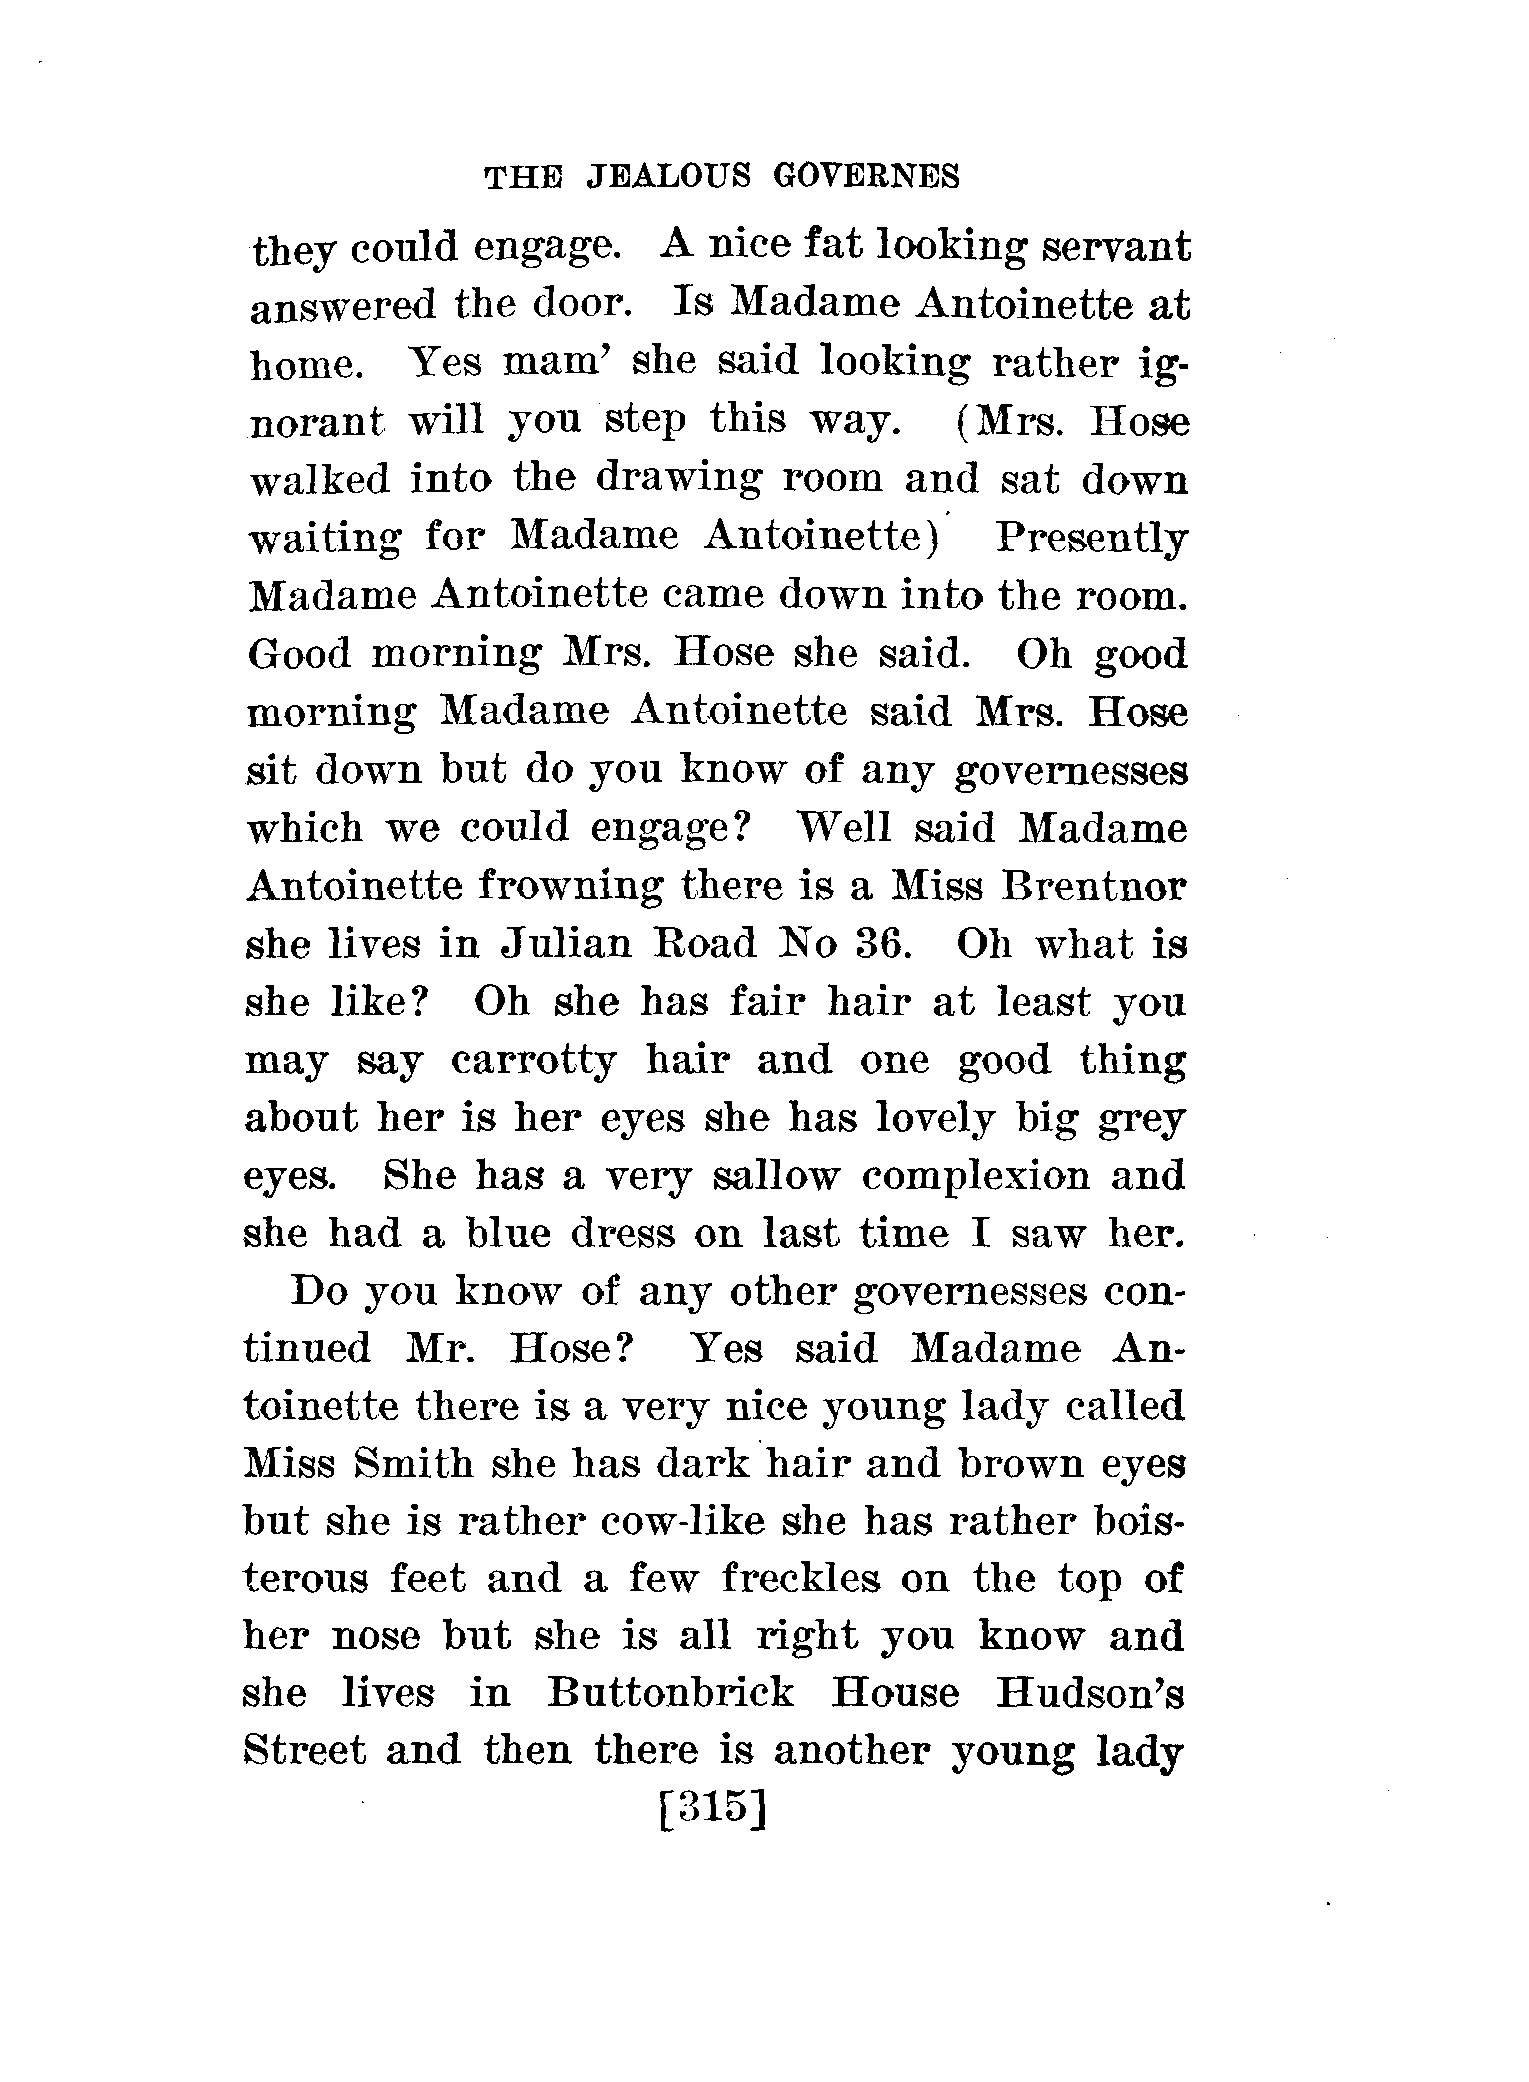 THE JEALOUS GOVERNES
they could engage. A nice fat looking servant
answered the door. Is Madame Antoinette at
home. Yes mam' she said looking rather ig-
norant will you step this way. (Mrs. Hose
walked into the drawing room and sat down
waiting for Madame Antoinette) Presently
Madame Antoinette came down into the room.
Good morning Mrs. Hose she said. Oh good
morning Madame Antoinette said Mrs. Hose
sit down but do you know of any governesses
which we could engage? Well said Madame
Antoinette frowning there is a Miss Brentnor
she lives in Julian Road No 36. Oh what is
she like? Oh she has fair hair at least you
may say carrotty hair and one good thing
about her is her eyes she has lovely big grey
eyes. She has a very sallow complexion and
she had a blue dress on last time I saw her.
Do you know of any other governesses con-
tinued Mr. Hose? Yes said Madame An-
toinette there is a very nice young lady called
Miss Smith she has dark hair and brown eyes
but she is rather cow-like she has rather bois-
terous feet and a few freckles on the top of
her nose but she is all right you know and
she lives in Buttonbrick House Hudson's
Street and then there is another young lady
[315]